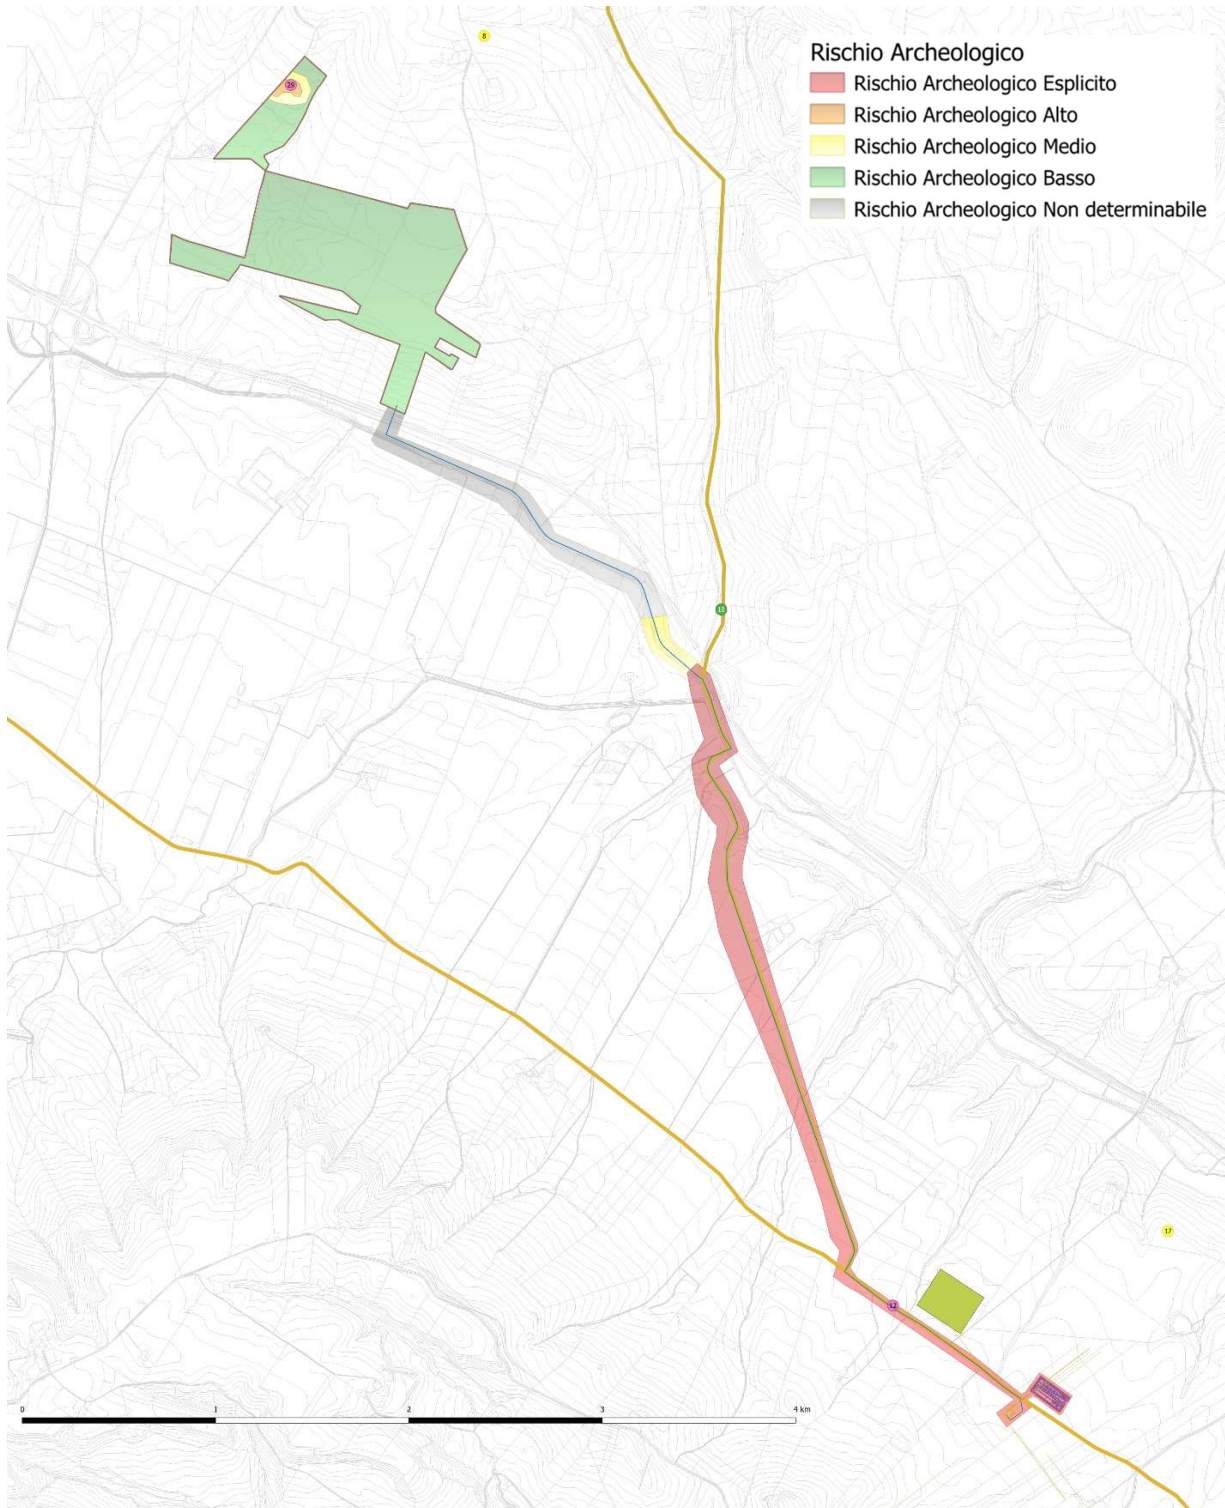 8
Rischio Archeologico
29
Rischio Archeologico Esplicito
Rischio Archeologico Alto
Rischio Archeologico Medio
Rischio Archeologico Basso
Rischio Archeologico Non determinabile
17
12
0 1 2 3 4 km